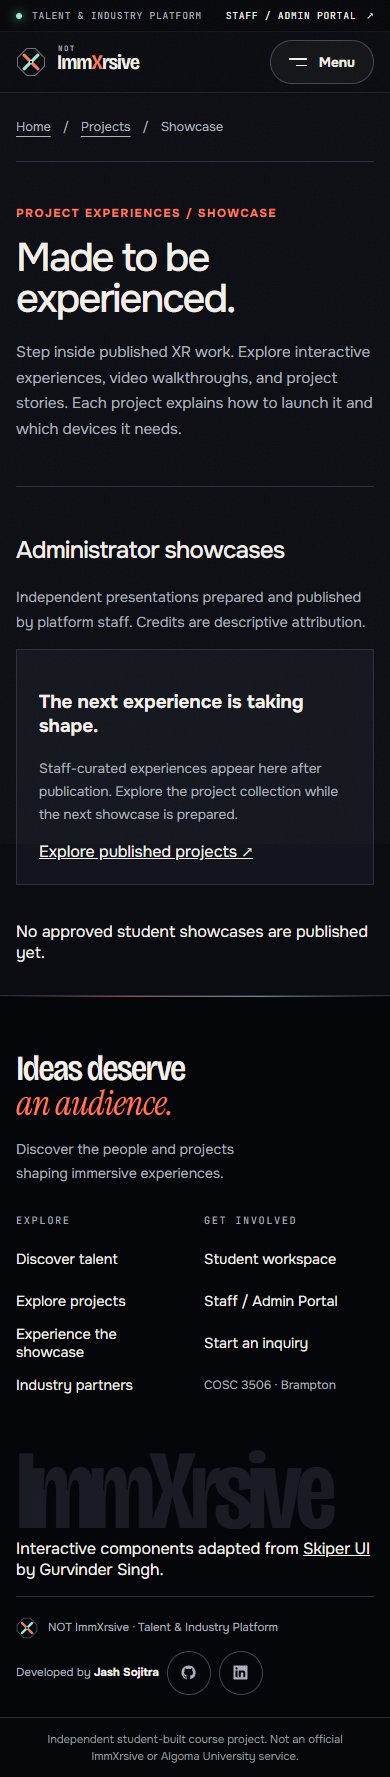 TALENT & INDUSTRY PLATFORM
STAFF / ADMIN PORTAL ↗
NOT
ImmXrsive
Menu
Home / Projects / Showcase
PROJECT EXPERIENCES / SHOWCASE
Made to be
experienced.
Step inside published XR work. Explore interactive
experiences, video walkthroughs, and project
stories. Each project explains how to launch it and
which devices it needs.
Administrator showcases
Independent presentations prepared and published
by platform staff. Credits are descriptive attribution.
The next experience is taking
shape.
Staff-curated experiences appear here after
publication. Explore the project collection while
the next showcase is prepared.
Explore published projects ↗
No approved student showcases are published
yet.
Ideas deserve
an audience.
Discover the people and projects
shaping immersive experiences.
EXPLORE
Discover talent
Explore projects
Experience the
showcase
Industry partners
GET INVOLVED
Student workspace
Staff / Admin Portal
Start an inquiry
COSC 3506 · Brampton
ImmXrsive
Interactive components adapted from Skiper UI
by Gurvinder Singh.
NOT ImmXrsive · Talent & Industry Platform
Developed by Jash Sojitra
Independent student-built course project. Not an official
ImmXrsive or Algoma University service.